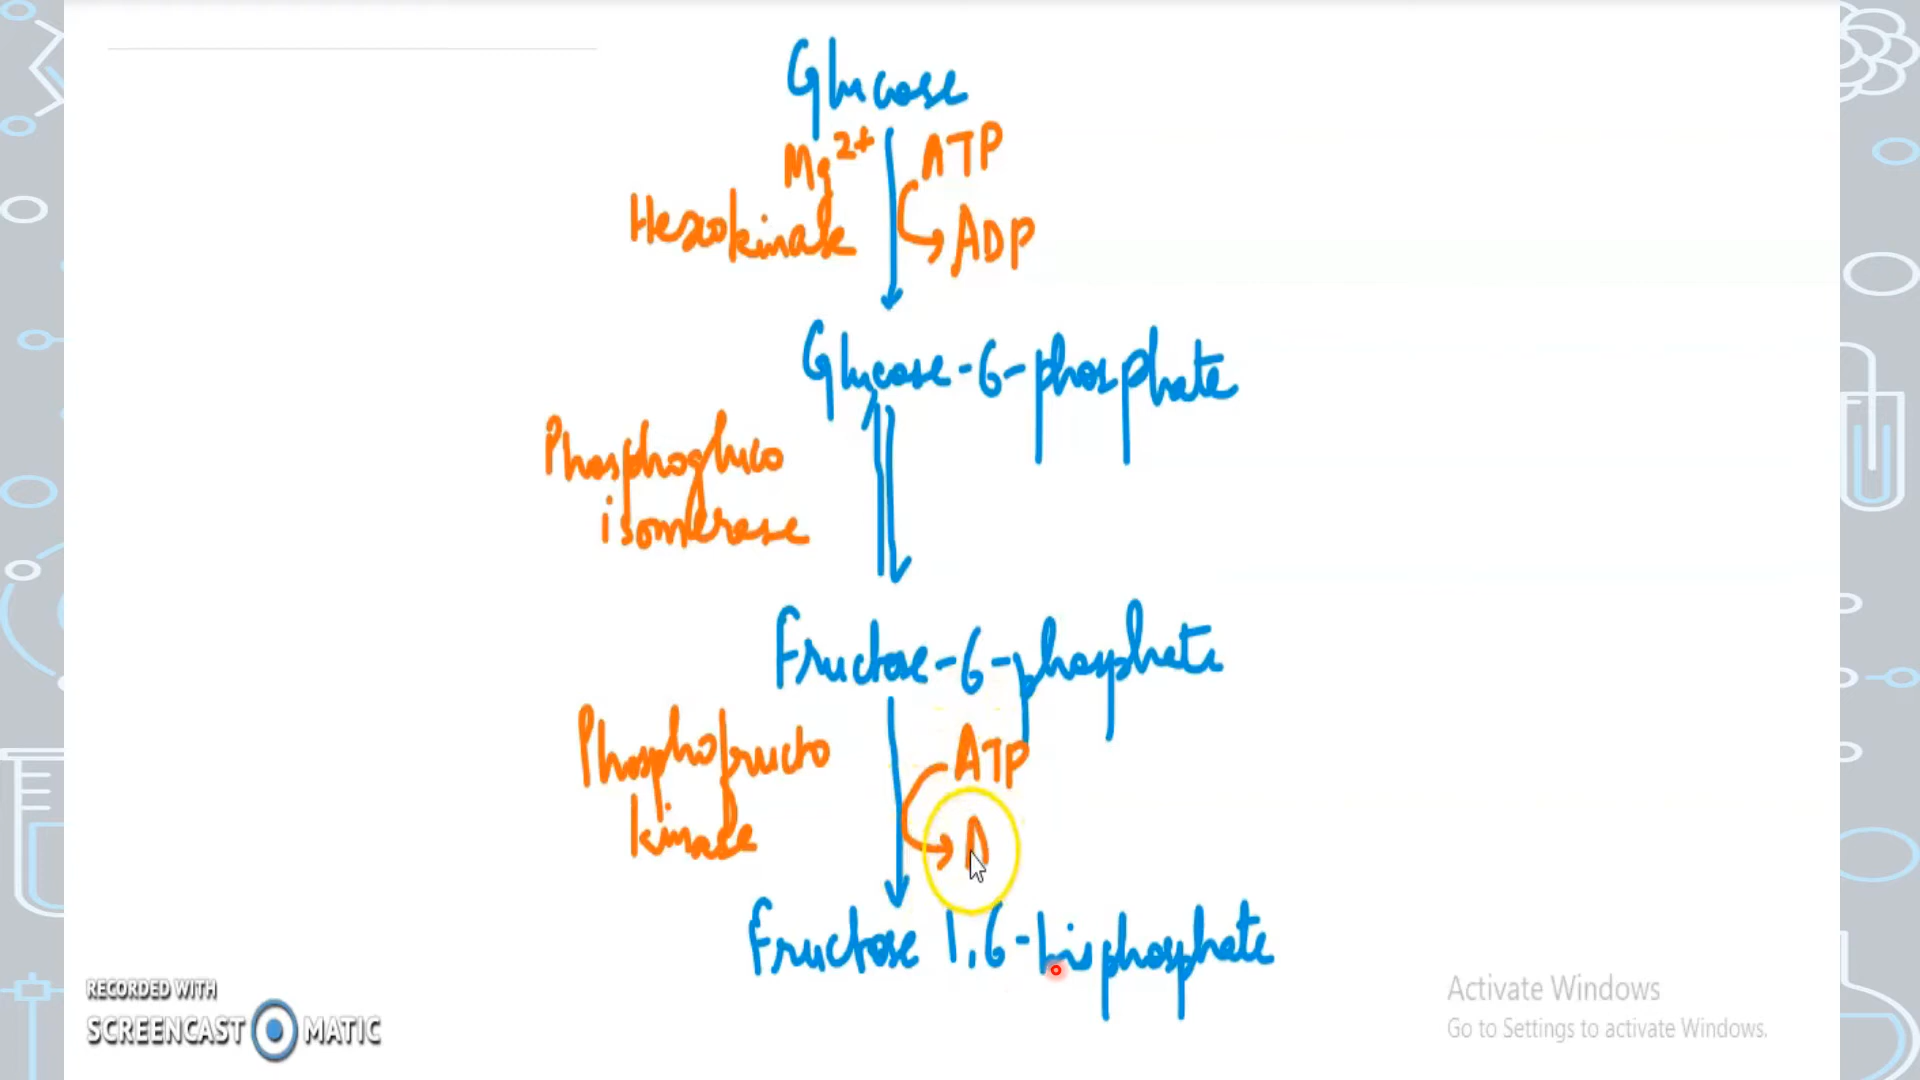 Glucose
Mg2+ ATP
Hexokinase ADP
Glucose-6-phosphate
Phosphogluco
isomerase
Fructose-6-phosphate
Phosphofructo ATP
kinase A
Fructose 1,6-bisphosphate
RECORDED WITH
SCREENCAST MATIC
Activate Windows
Go to Settings to activate Windows.